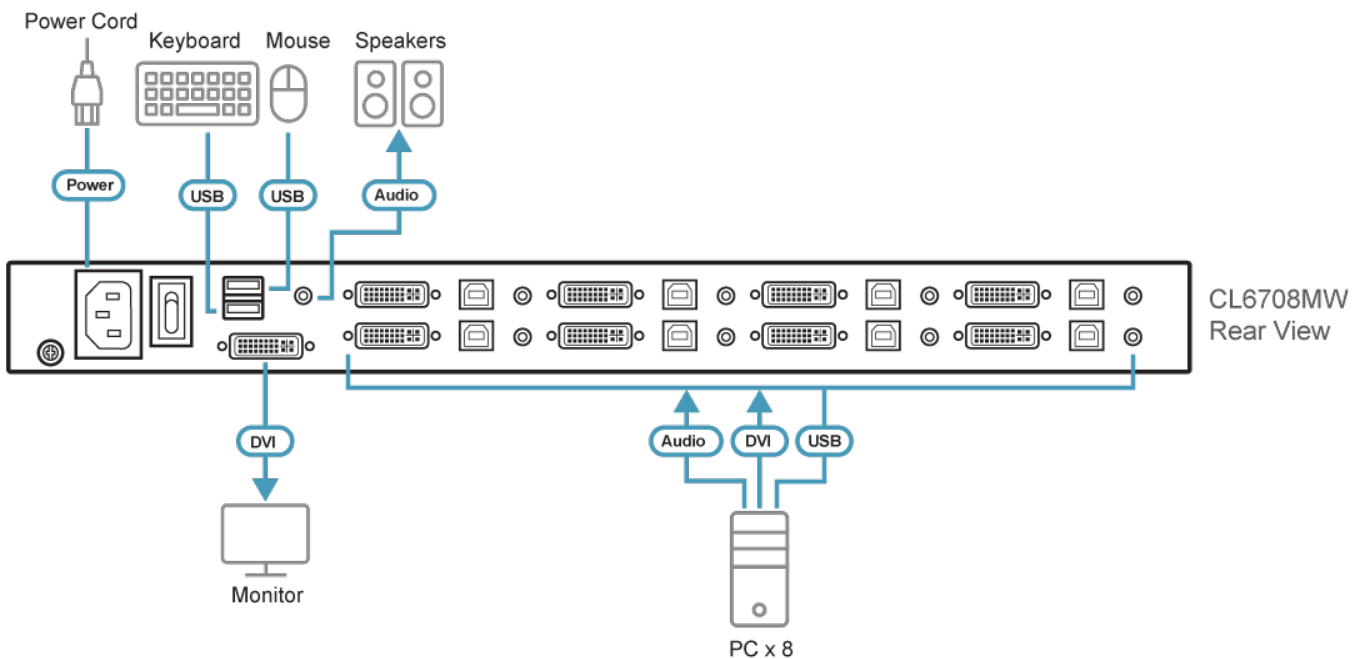 Power Cord
Keyboard
Mouse
Speakers
Power
USB
USB
Audio
CL6708MW
Rear View
DVI
Audio
DVI
USB
Monitor
PC x 8